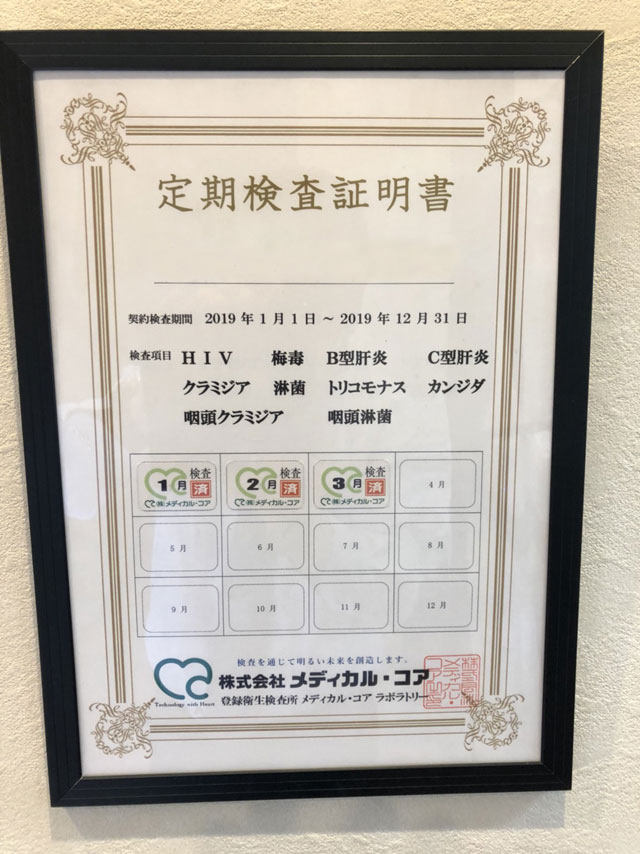 定期検査証明書
契約検査期間 2019年1月1日～2019年12月31日
検査項目 HIV 梅毒 B型肝炎 C型肝炎
クラミジア 淋菌 トリコモナス カンジダ
咽頭クラミジア 咽頭淋菌
1月 検査済 2月 検査済 3月 検査済 4月
㈱メディカル・コア ㈱メディカル・コア ㈱メディカル・コア
5月 6月 7月 8月
9月 10月 11月 12月
検査を通じて明るい未来を創造します。
株式会社 メディカル・コア
Technology with Heart 登録衛生検査所 メディカル・コア ラボラトリー